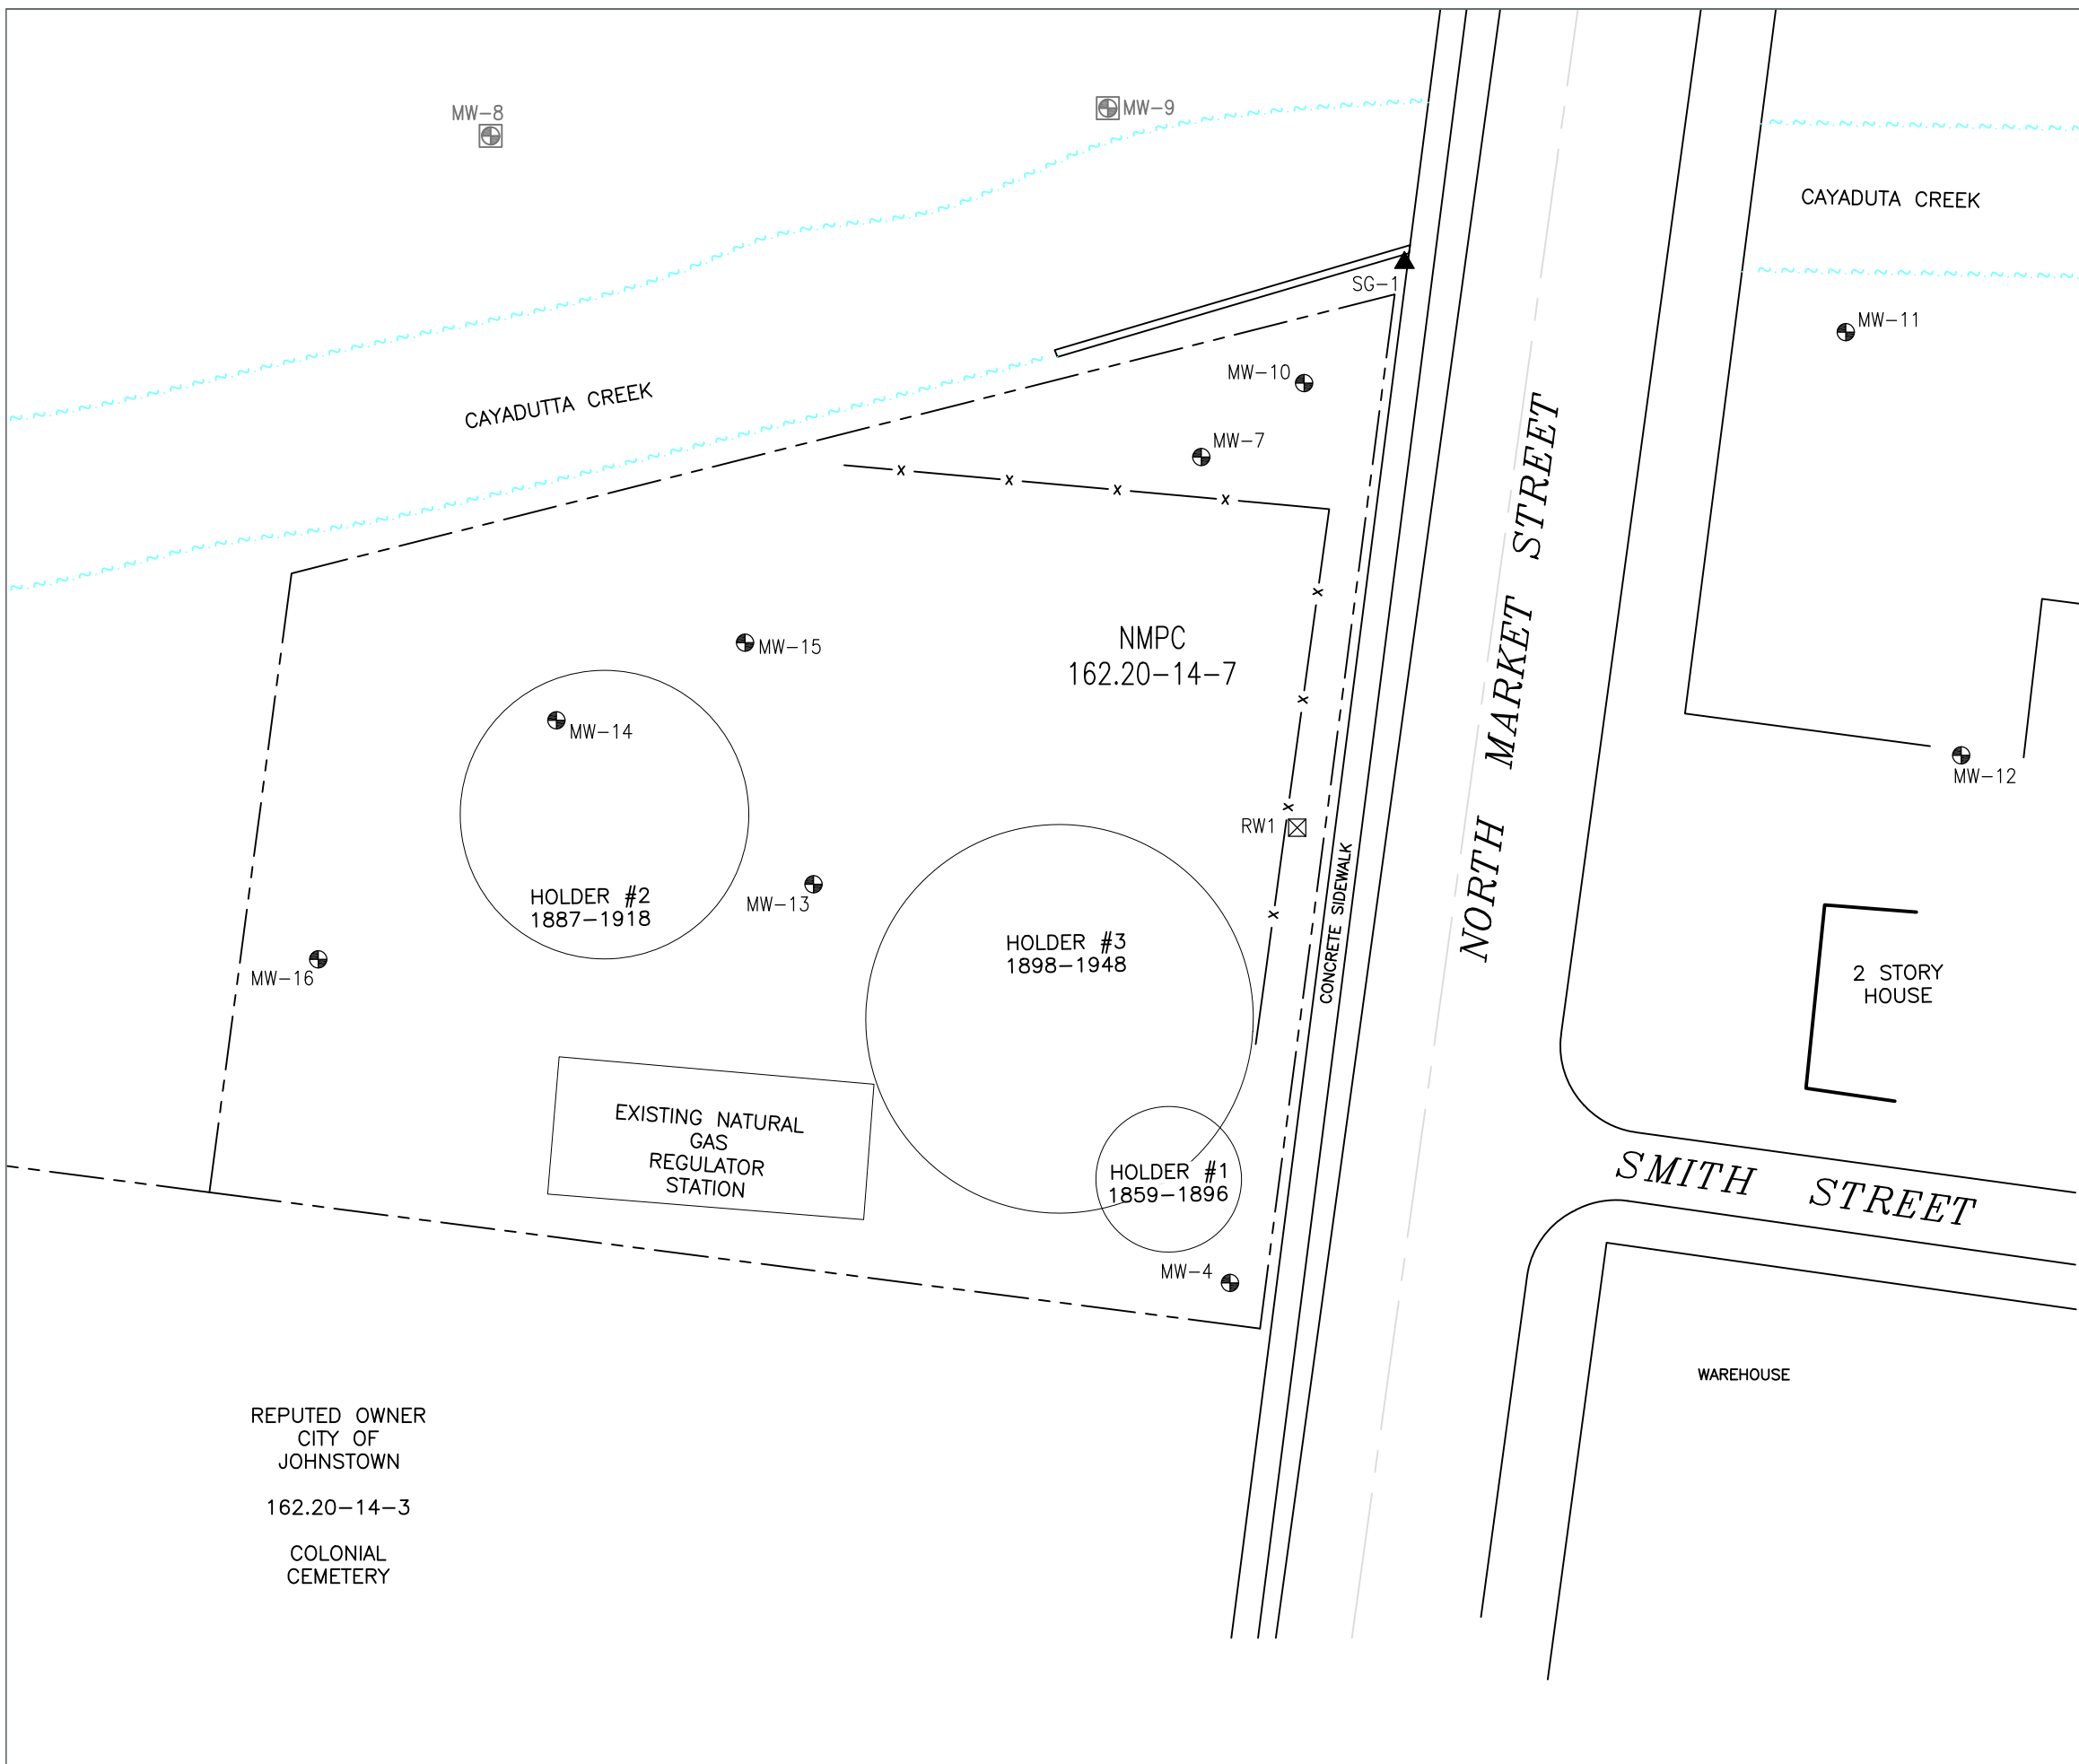 MW-8
MW-9
CAYADUTA CREEK
SG-1
MW-11
MW-10
CAYADUTTA CREEK
MW-7
NORTH MARKET STREET
MW-15
NMPC
162.20-14-7
MW-14
MW-12
RW1
CONCRETE SIDEWALK
HOLDER #2
1887-1918
MW-13
HOLDER #3
1898-1948
MW-16
2 STORY
HOUSE
EXISTING NATURAL
GAS
REGULATOR
STATION
HOLDER #1
1859-1896
SMITH STREET
MW-4
WAREHOUSE
REPUTED OWNER
CITY OF
JOHNSTOWN
162.20-14-3
COLONIAL
CEMETERY